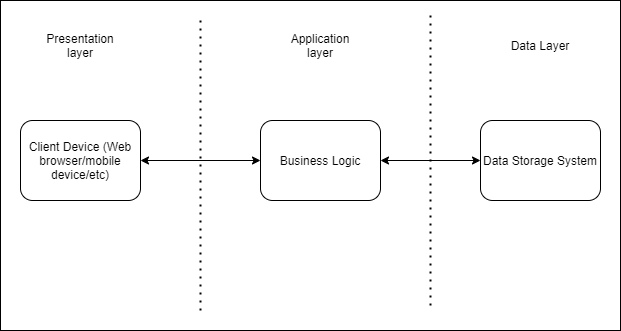 Presentation
layer
Application
layer
Data Layer
Client Device (Web
browser/mobile
device/etc)
Business Logic
Data Storage System